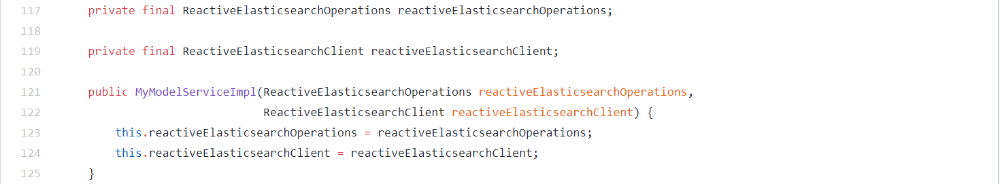 117 private final ReactiveElasticsearchOperations reactiveElasticsearchOperations;
118
119 private final ReactiveElasticsearchClient reactiveElasticsearchClient;
120
121 public MyModelServiceImpl(ReactiveElasticsearchOperations reactiveElasticsearchOperations,
122 ReactiveElasticsearchClient reactiveElasticsearchClient) {
123 this.reactiveElasticsearchOperations = reactiveElasticsearchOperations;
124 this.reactiveElasticsearchClient = reactiveElasticsearchClient;
125 }